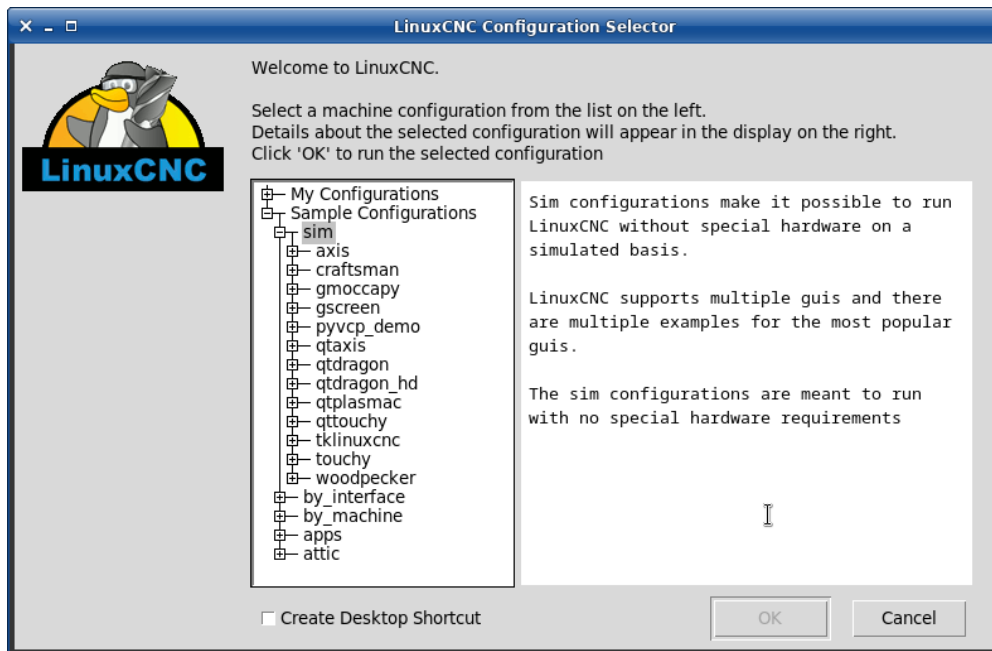 LinuxCNC Configuration Selector
LinuxCNC
Welcome to LinuxCNC.
Select a machine configuration from the list on the left.
Details about the selected configuration will appear in the display on the right.
Click 'OK' to run the selected configuration
My Configurations
Sample Configurations
sim
axis
craftsman
gmoccapy
gscreen
pyvcp_demo
qtaxis
qtdragon
qtdragon_hd
qtplasmac
qttouchy
tklinuxcnc
touchy
woodpecker
by_interface
by_machine
apps
attic
Sim configurations make it possible to run
LinuxCNC without special hardware on a
simulated basis.
LinuxCNC supports multiple guis and there
are multiple examples for the most popular
guis.
The sim configurations are meant to run
with no special hardware requirements
Create Desktop Shortcut
OK
Cancel